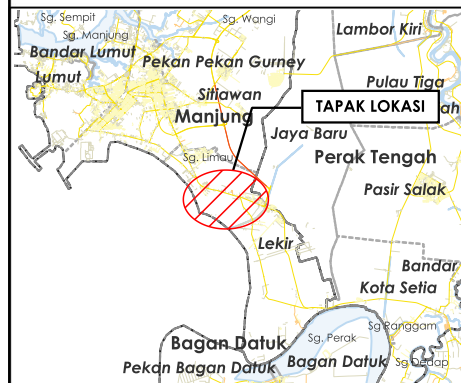 Sg. Sempit
Sg. Wangi
Lambor Kiri
Sg. Manjung
Bandar Lumut
Pekan Pekan Gurney
Lumut
Pulau Tiga
Sitiawan
TAPAK LOKASI
Manjung
Jaya Baru
Sg. Limau
Perak Tengah
Pasir Salak
Lekir
Bandar
Kota Setia
Sg Ranggam
Sg. Perak
Bagan Datuk
Bagan Datuk
Sg Dedap
Pekan Bagan Datuk